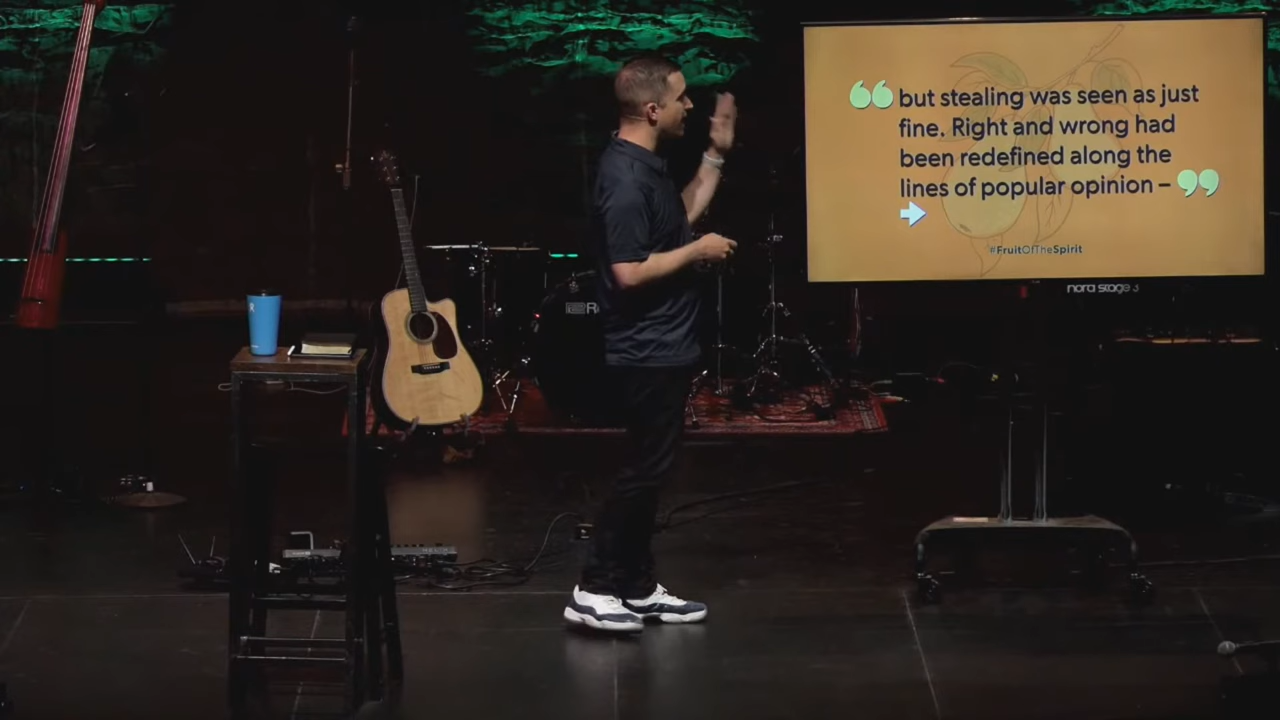 but stealing was seen as just
fine. Right and wrong had
been redefined along the
lines of popular opinion –
#FruitOfTheSpirit
nord stage 3